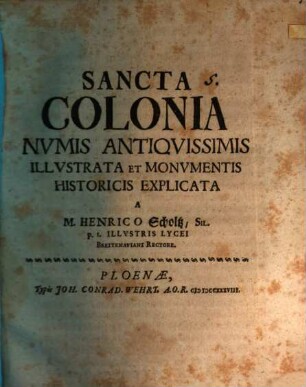 SANCTA S.
COLONIA
NVMIS ANTIQVISSIMIS
ILLVSTRATA ET MONVMENTIS
HISTORICIS EXPLICATA
A
M. HENRICO Scholtz, SIL.
p. t. ILLVSTRIS LYCEI
RECTORE.
PLOENÆ,
Typis JOH. CONRAD. WEHRT. A.O.R.